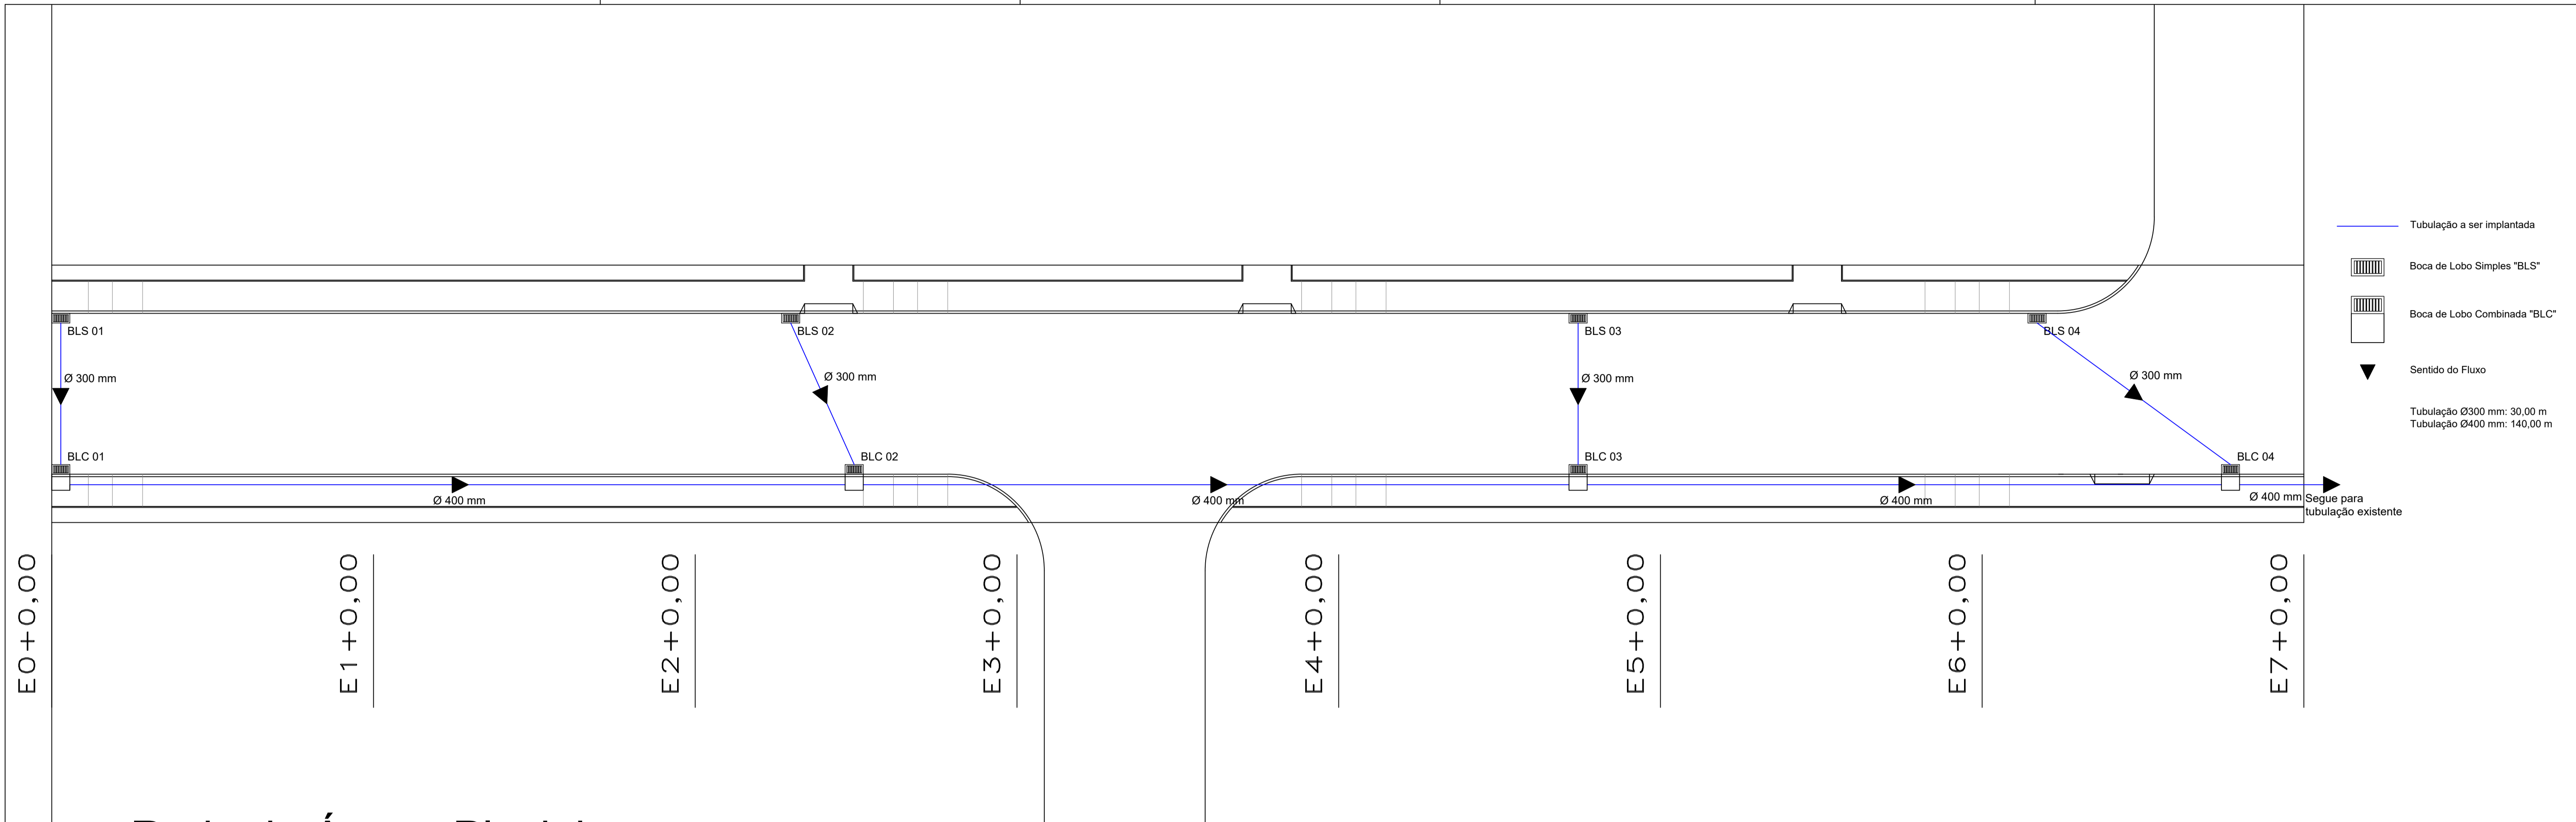 Tubulação a ser implantada
Boca de Lobo Simples "BLS"
Boca de Lobo Combinada "BLC"
Sentido do Fluxo
Tubulação Ø300 mm: 30,00 m
Tubulação Ø400 mm: 140,00 m
BLS 01
BLS 02
BLS 03
BLS 04
Ø 300 mm
Ø 300 mm
Ø 300 mm
Ø 300 mm
BLC 01
BLC 02
BLC 03
BLC 04
Ø 400 mm
Ø 400 mm
Ø 400 mm
Ø 400 mm
Segue para
tubulação existente
E0+0,00
E1+0,00
E2+0,00
E3+0,00
E4+0,00
E5+0,00
E6+0,00
E7+0,00